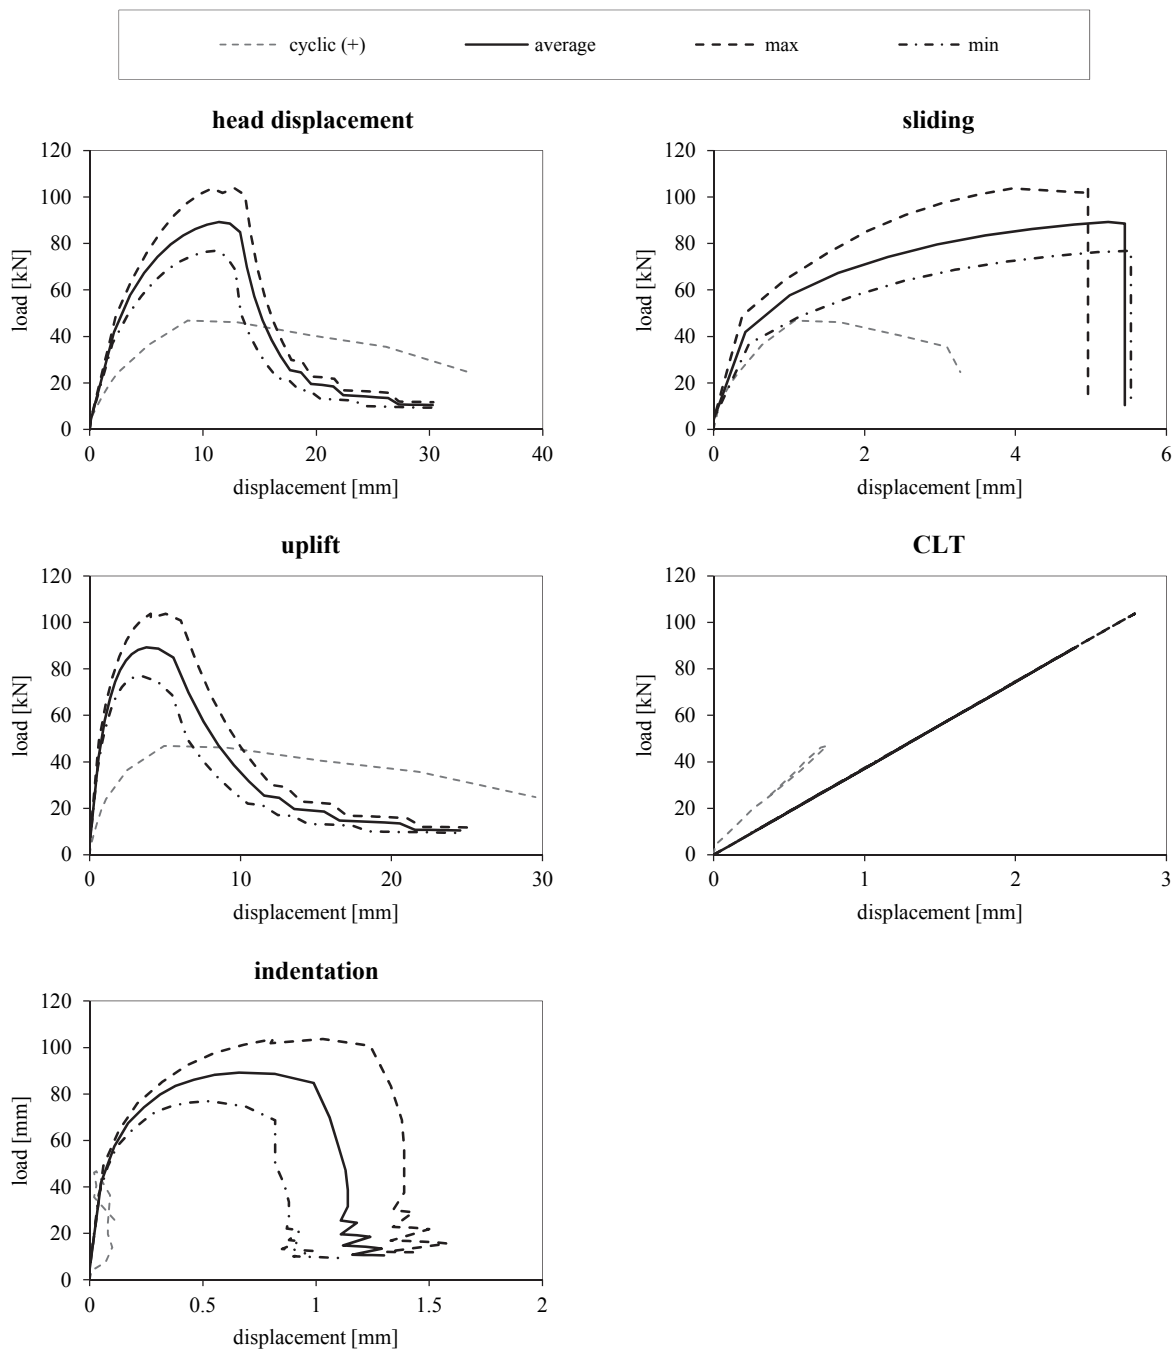 cyclic (+) average max min
head displacement
120
100
80
60
40
20
0
load [kN]
0 10 20 30 40
displacement [mm]
sliding
120
100
80
60
40
20
0
load [kN]
0 2 4 6
displacement [mm]
uplift
120
100
80
60
40
20
0
load [kN]
0 10 20 30
displacement [mm]
CLT
120
100
80
60
40
20
0
load [kN]
0 1 2 3
displacement [mm]
indentation
120
100
80
60
40
20
0
load [mm]
0 0.5 1 1.5 2
displacement [mm]